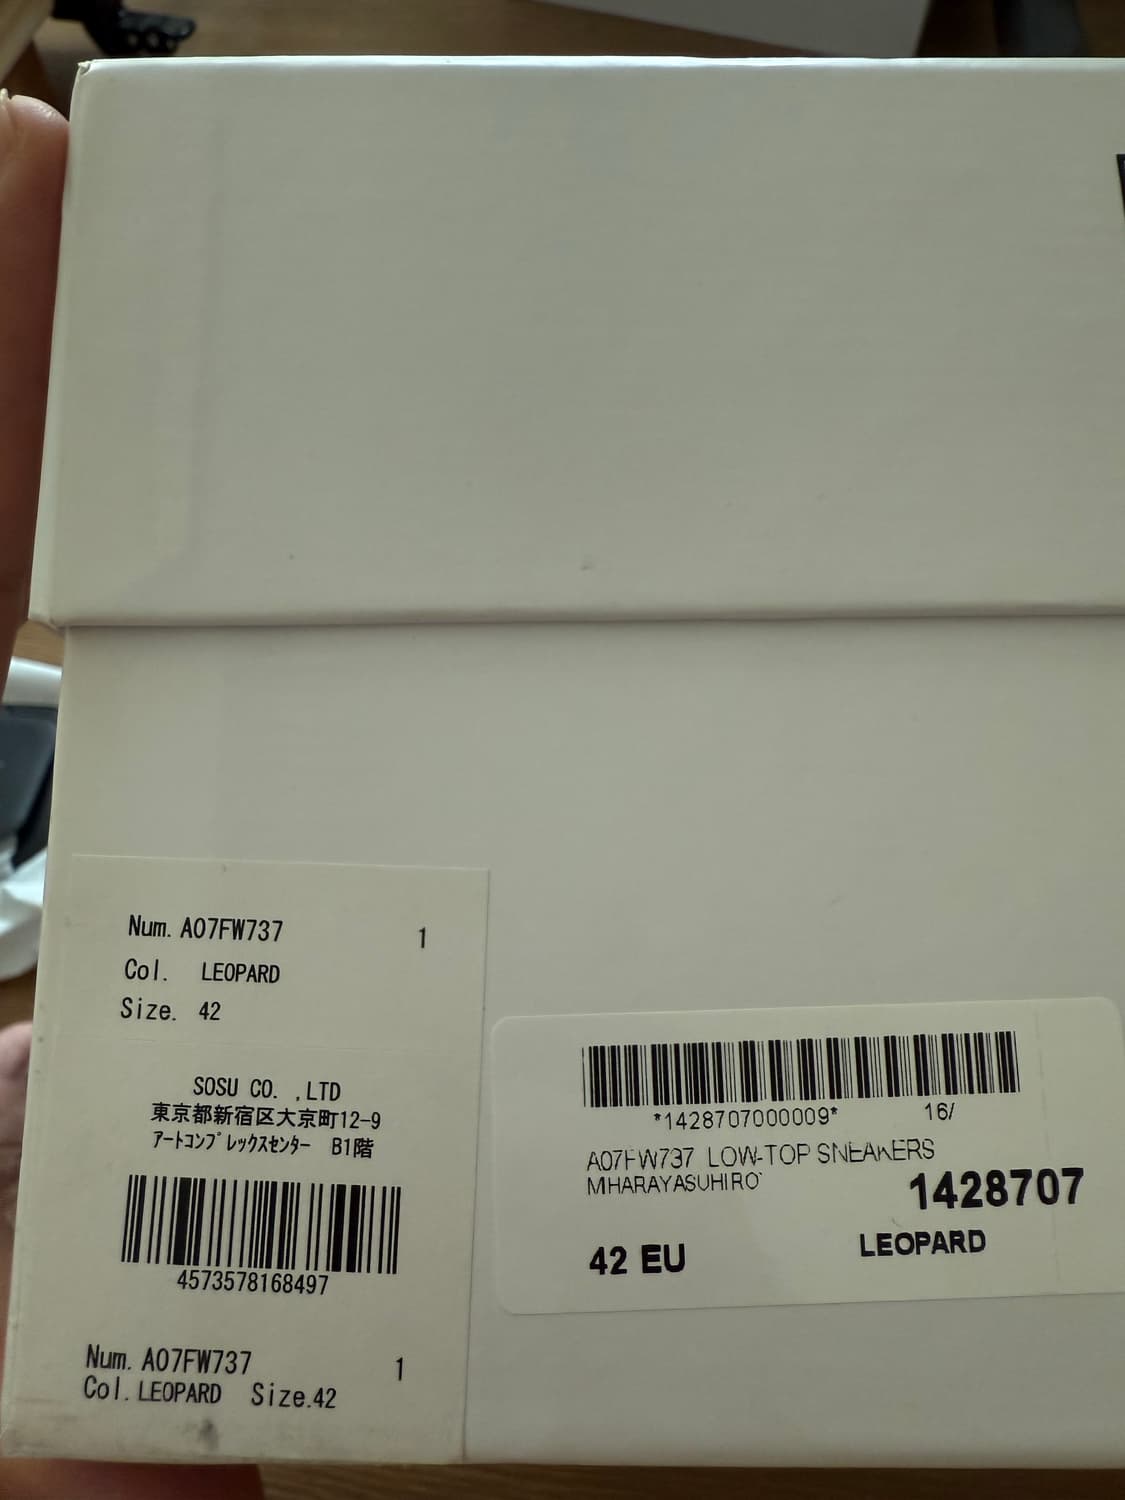 Num. A07FW737 1
Col. LEOPARD
Size. 42
SOSU CO. ,LTD
東京都新宿区大京町12-9
ｱｰﾄｺﾝﾌﾟﾚｯｸｽｾﾝﾀｰ B1階
4573578168497
Num. A07FW737 1
Col. LEOPARD Size.42
*1428707000009* 16/
A07FW737 LOW-TOP SNEAKERS
MIHARAYASUHIRO
1428707
42 EU LEOPARD